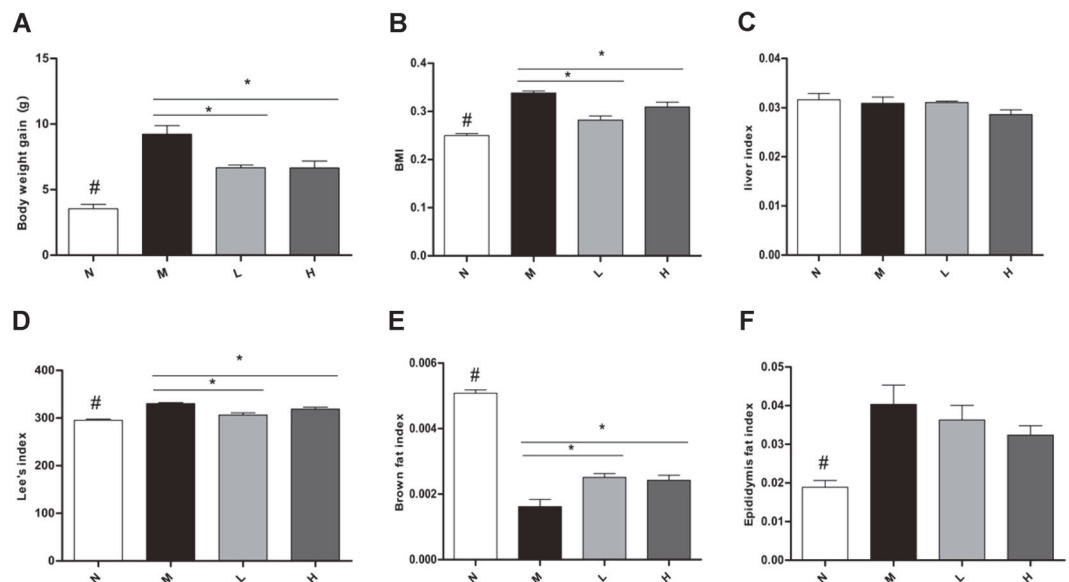 A
Body weight gain (g)
15
10
5
0
#
*
*
N M L H
B
BMI
0.4
0.3
0.2
0.1
0.0
#
*
*
N M L H
C
liver index
0.04
0.03
0.02
0.01
0.00
N M L H
D
Lee's index
400
300
200
100
0
#
*
*
N M L H
E
Brown fat index
0.006
0.004
0.002
0.000
#
*
*
N M L H
F
Epididymis fat index
0.05
0.04
0.03
0.02
0.01
0.00
#
N M L H